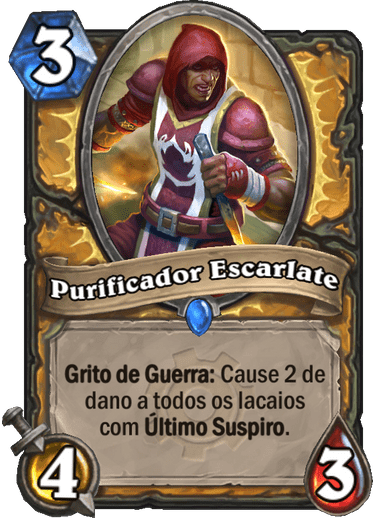 3
Purificador Escarlate
Grito de Guerra: Cause 2 de
dano a todos os lacaios
com Último Suspiro.
4
3